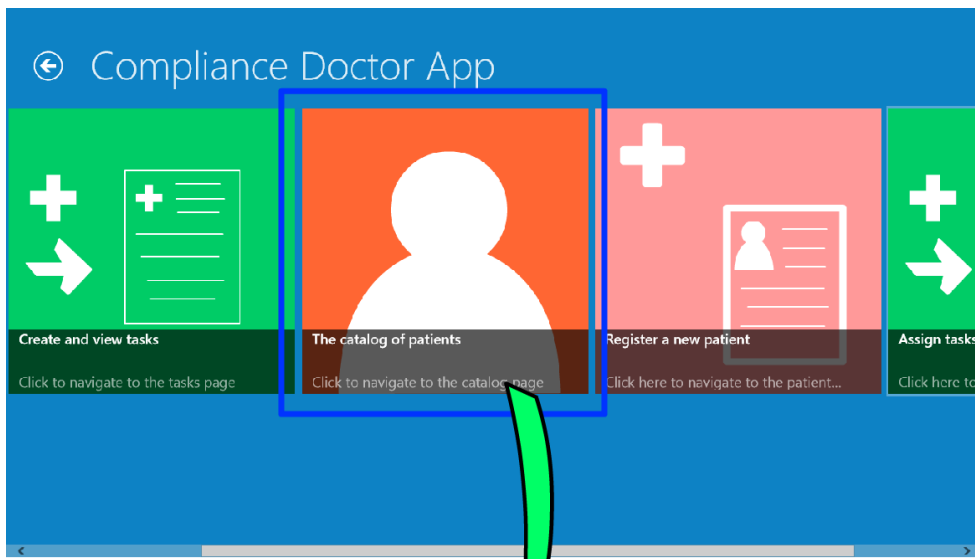 Compliance Doctor App
Create and view tasks
Click to navigate to the tasks page
The catalog of patients
Click to navigate to the catalog page
Register a new patient
Click here to navigate to the patient...
Assign tasks
Click here to